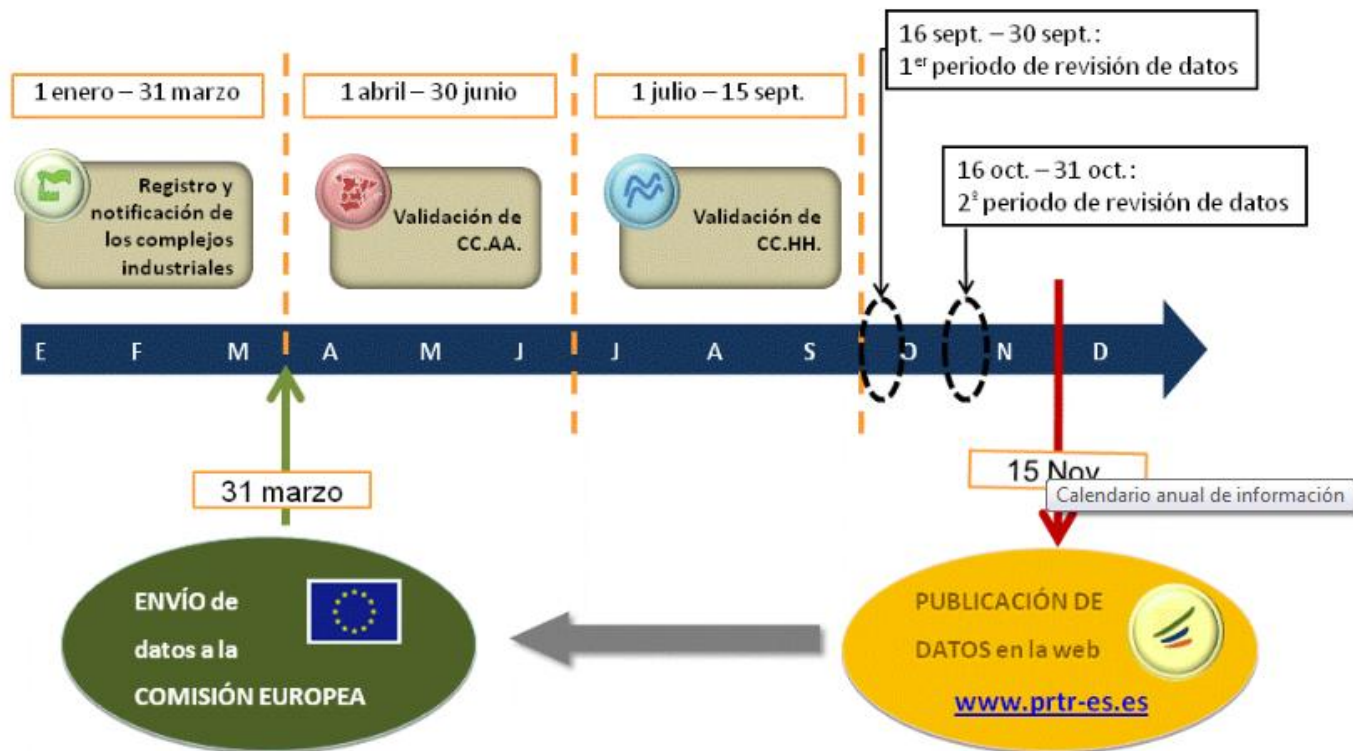 16 sept. – 30 sept.:
1er periodo de revisión de datos
1 enero – 31 marzo
1 abril – 30 junio
1 julio – 15 sept.
16 oct. – 31 oct.:
2º periodo de revisión de datos
Registro y
notificación de
los complejos
industriales
Validación de
CC.AA.
Validación de
CC.HH.
E F M A M J J A S O N D
31 marzo
15 Nov
Calendario anual de información
ENVÍO de
datos a la
COMISIÓN EUROPEA
PUBLICACIÓN DE
DATOS en la web
www.prtr-es.es